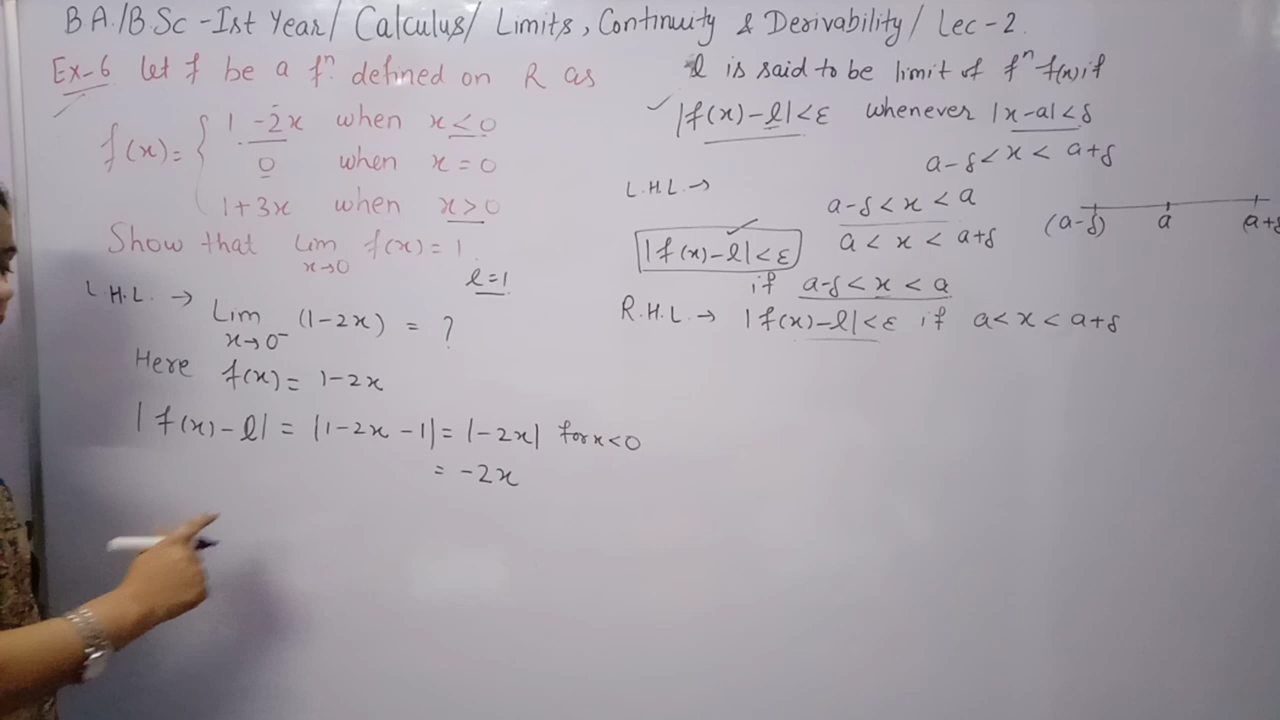 B.A./B.Sc - Ist Year/ Calculus/ Limits, Continuity & Derivability/ Lec-2.
Ex-6 let f be a fⁿ. defined on R as
f(x) = { 1 - 2x when x < 0
0 when x = 0
1 + 3x when x > 0
Show that Lim x→0 f(x) = 1
l = 1
L.H.L. → Lim x→0⁻ (1-2x) = ?
Here f(x) = 1-2x
|f(x) - l| = |1-2x-1| = |-2x| for x<0
= -2x
l is said to be limit of fⁿ f(x) if
|f(x) - l| < ε whenever |x-a| < δ
a-δ < x < a+δ
L.H.L. →
a-δ < x < a
a < x < a+δ
(a-δ) a (a+δ
|f(x) - l| < ε
if a-δ < x < a
R.H.L. → |f(x) - l| < ε if a < x < a+δ